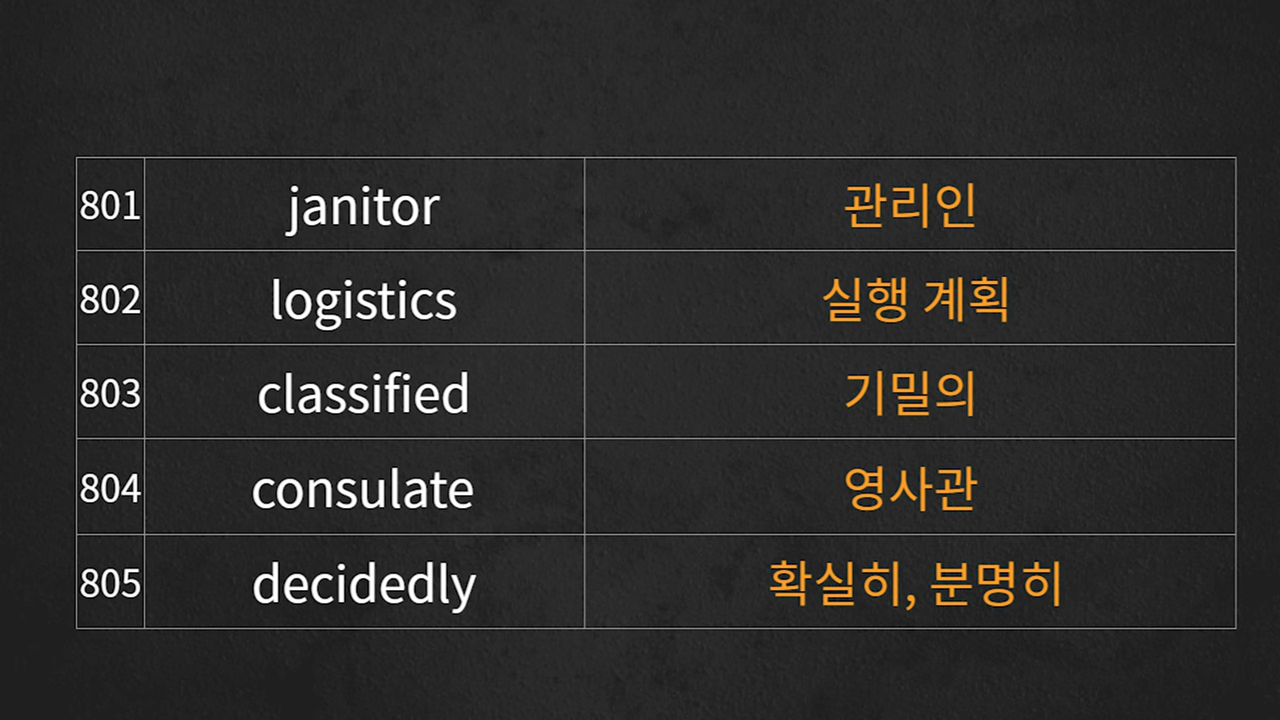 801 janitor 관리인
802 logistics 실행 계획
803 classified 기밀의
804 consulate 영사관
805 decidedly 확실히, 분명히